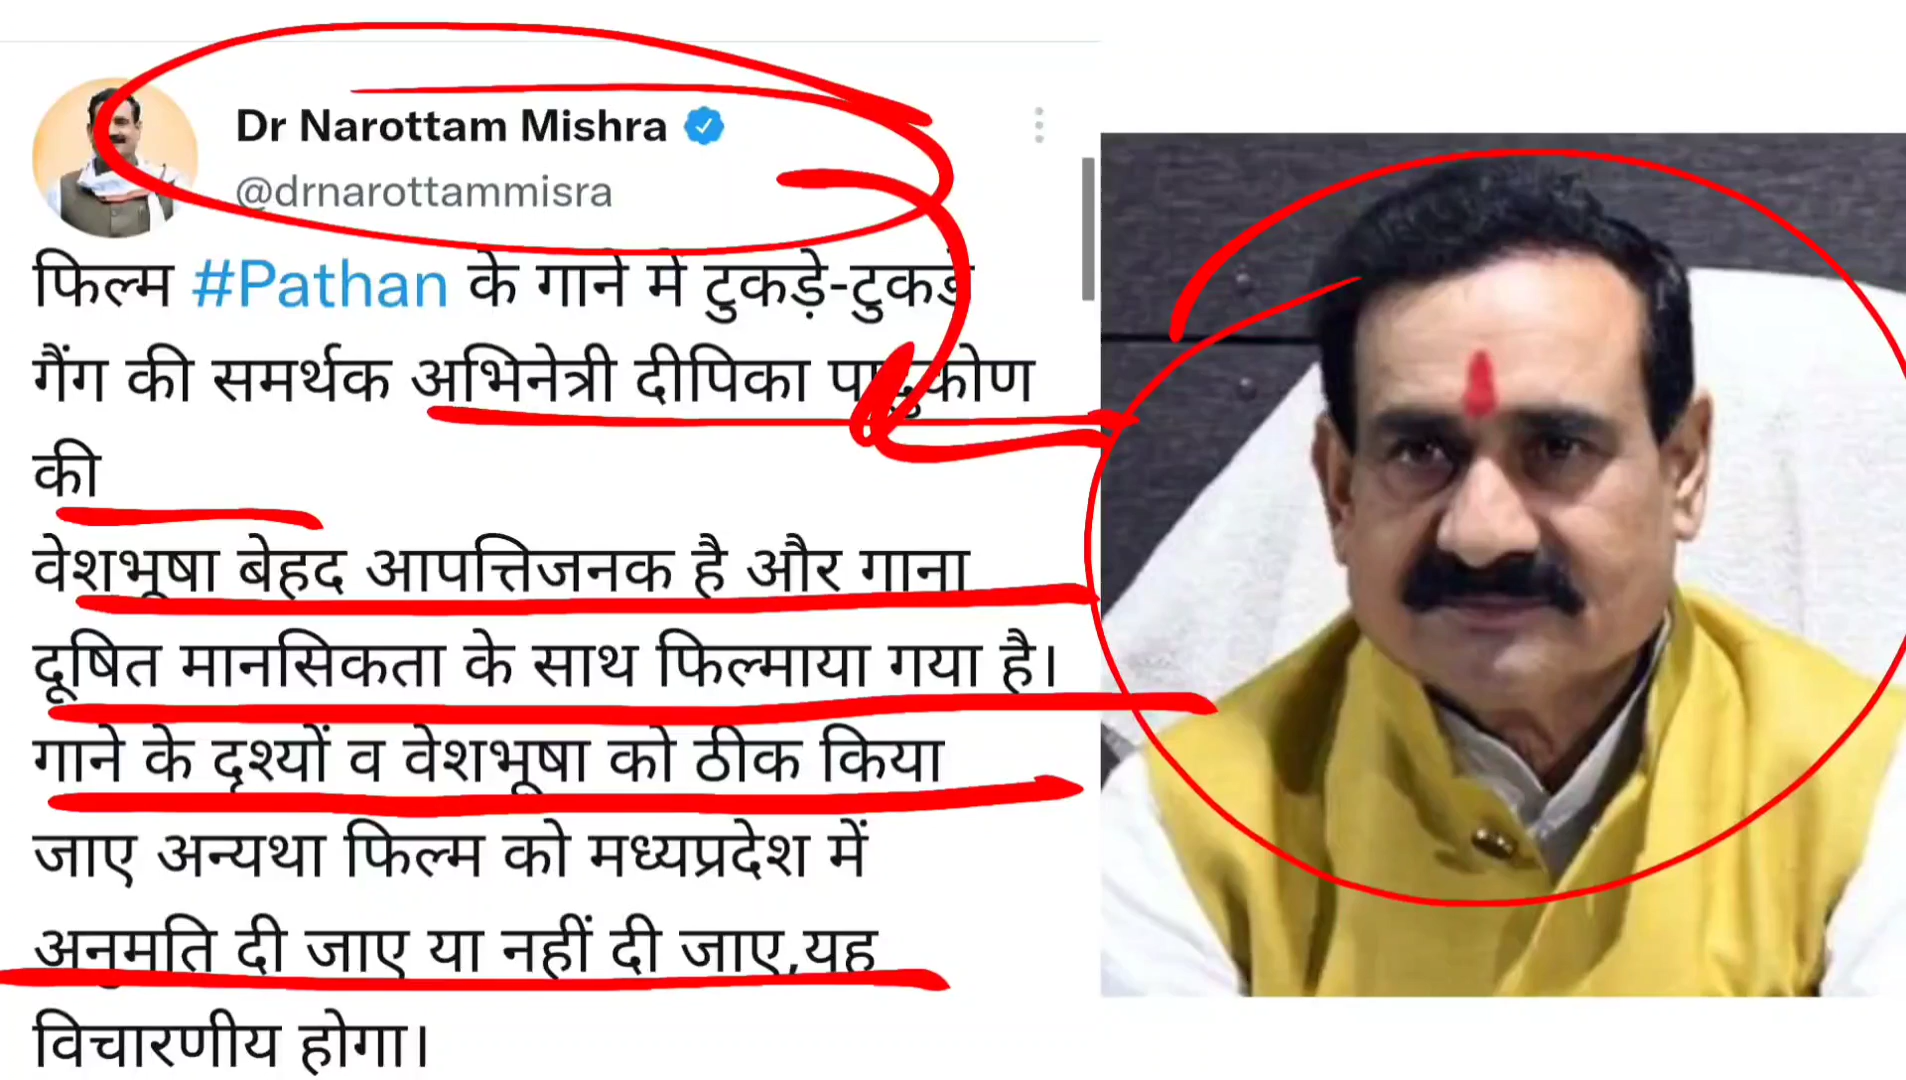 Dr Narottam Mishra
@drnarottammisra
फिल्म #Pathan के गाने में टुकड़े-टुकड़े
गैंग की समर्थक अभिनेत्री दीपिका पादुकोण
की
वेशभूषा बेहद आपत्तिजनक है और गाना
दूषित मानसिकता के साथ फिल्माया गया है।
गाने के दृश्यों व वेशभूषा को ठीक किया
जाए अन्यथा फिल्म को मध्यप्रदेश में
अनुमति दी जाए या नहीं दी जाए,यह
विचारणीय होगा।